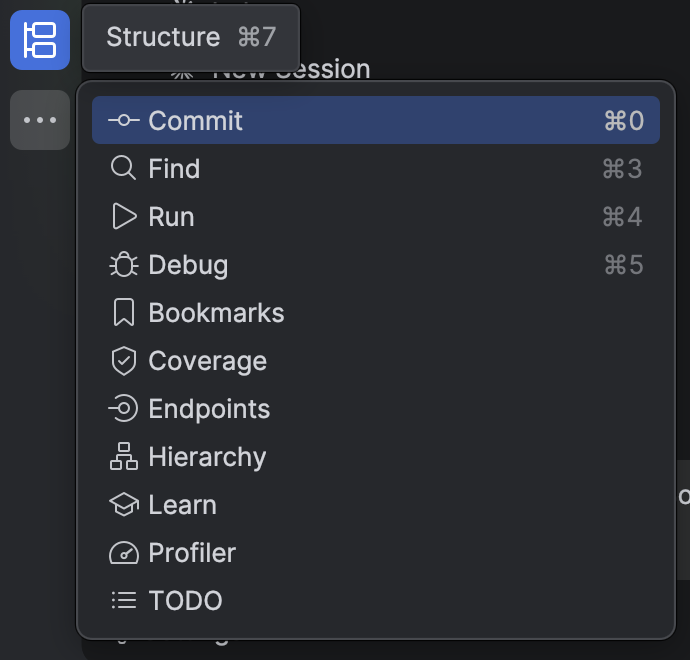 Structure ⌘7
New Session
Commit ⌘0
Find ⌘3
Run ⌘4
Debug ⌘5
Bookmarks
Coverage
Endpoints
Hierarchy
Learn
Profiler
TODO